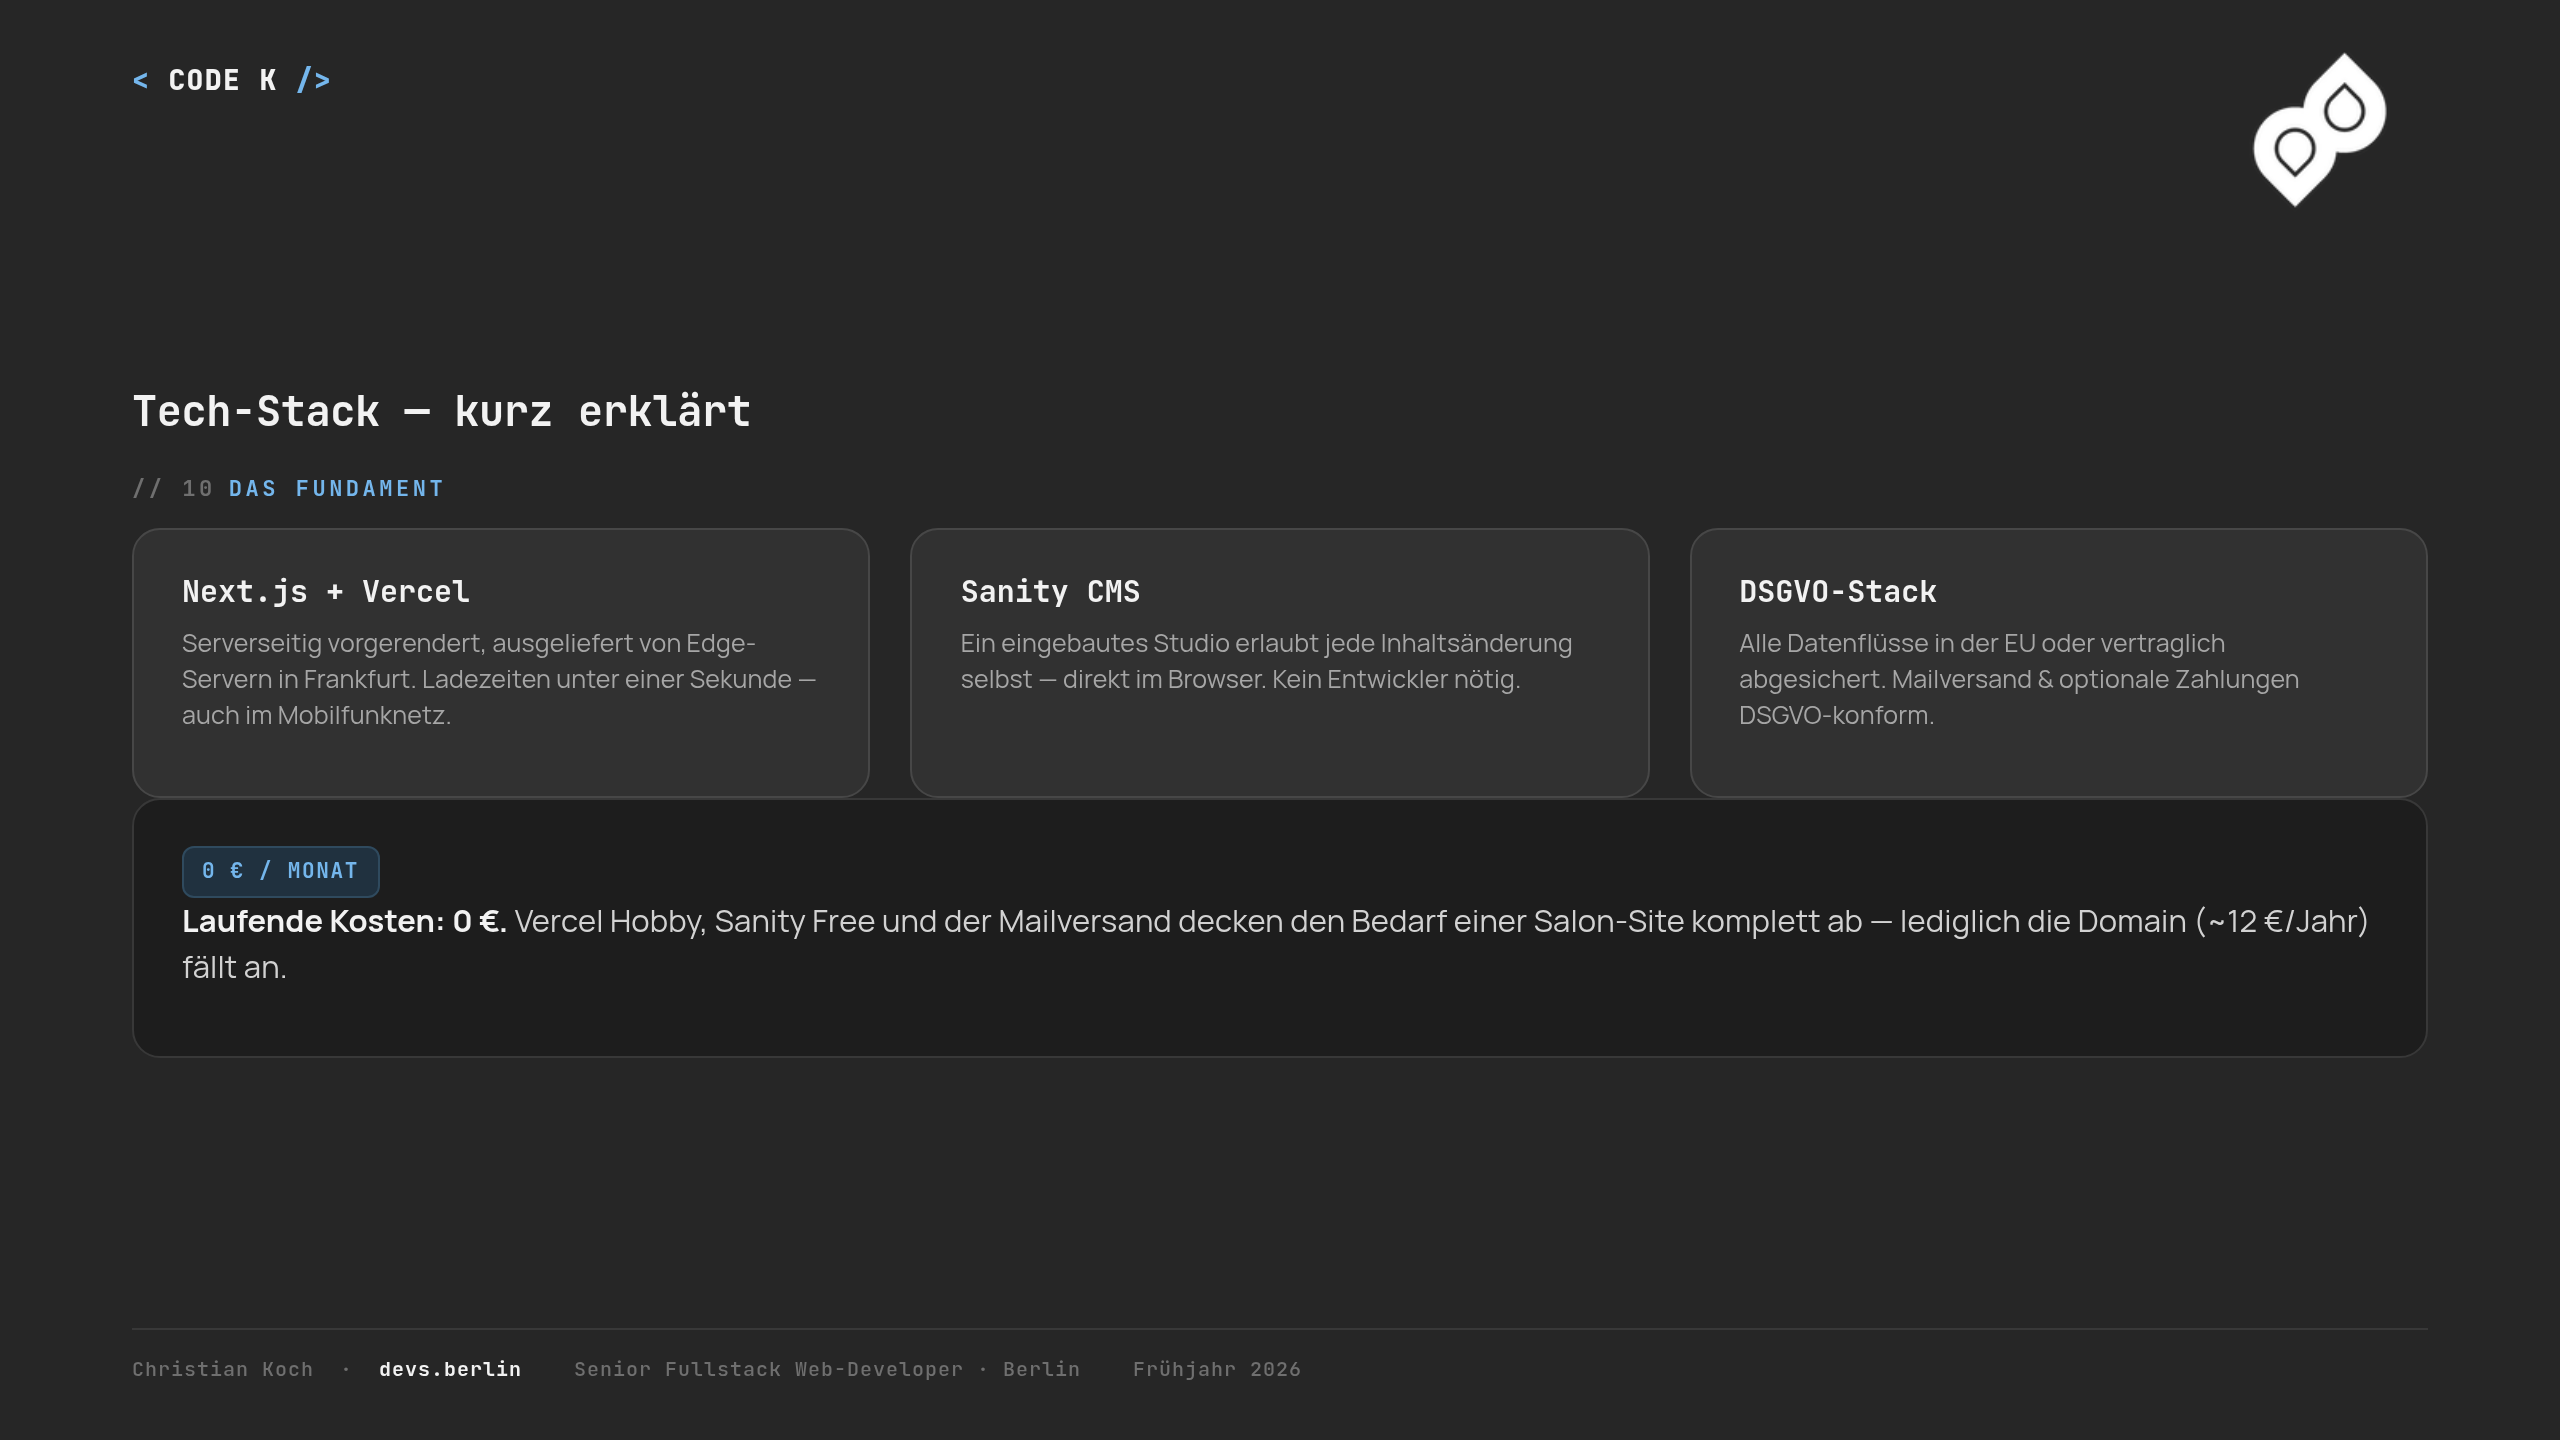 < CODE K />
Tech-Stack — kurz erklärt
// 10 DAS FUNDAMENT
Next.js + Vercel
Serverseitig vorgerendert, ausgeliefert von Edge-
Servern in Frankfurt. Ladezeiten unter einer Sekunde —
auch im Mobilfunknetz.
Sanity CMS
Ein eingebautes Studio erlaubt jede Inhaltsänderung
selbst — direkt im Browser. Kein Entwickler nötig.
DSGVO-Stack
Alle Datenflüsse in der EU oder vertraglich
abgesichert. Mailversand & optionale Zahlungen
DSGVO-konform.
0 € / MONAT
Laufende Kosten: 0 €. Vercel Hobby, Sanity Free und der Mailversand decken den Bedarf einer Salon-Site komplett ab — lediglich die Domain (~12 €/Jahr)
fällt an.
Christian Koch · devs.berlin Senior Fullstack Web-Developer · Berlin Frühjahr 2026